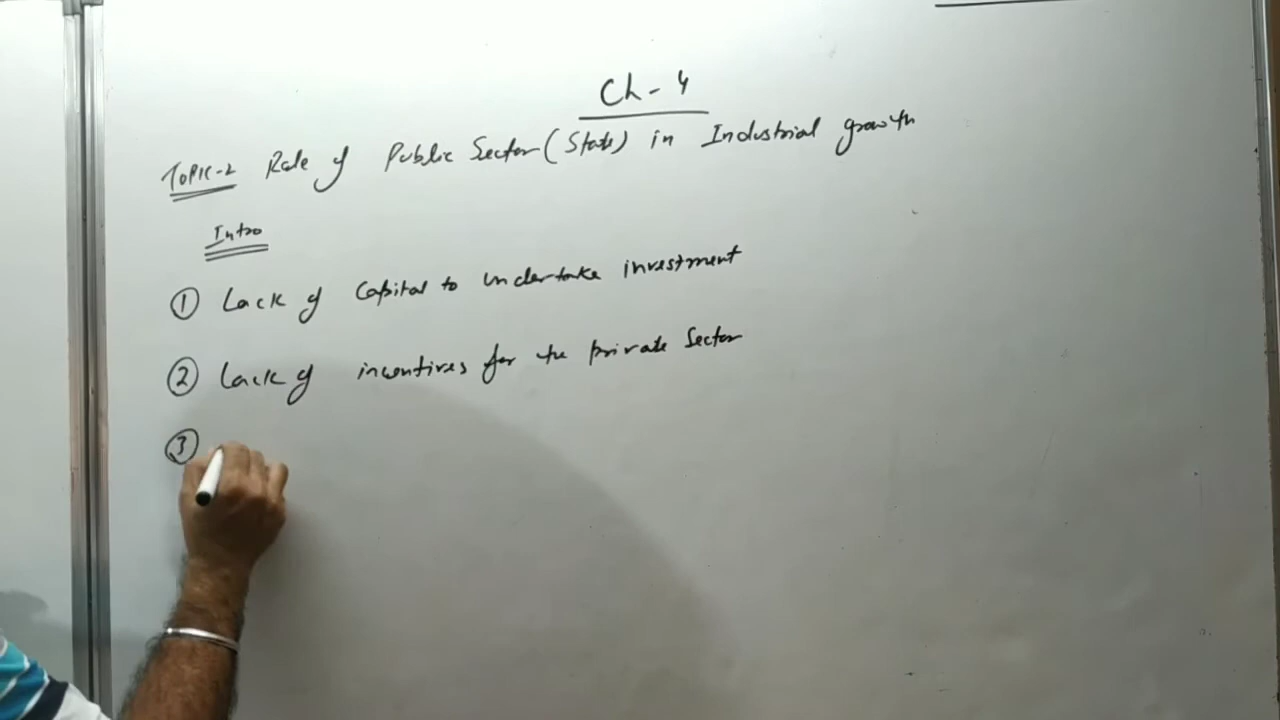 Ch - 4
TOPIC-2 Role of Public Sector (State) in Industrial growth
Intro
① Lack of Capital to undertake investment
② Lack of incentives for the private Sector
③